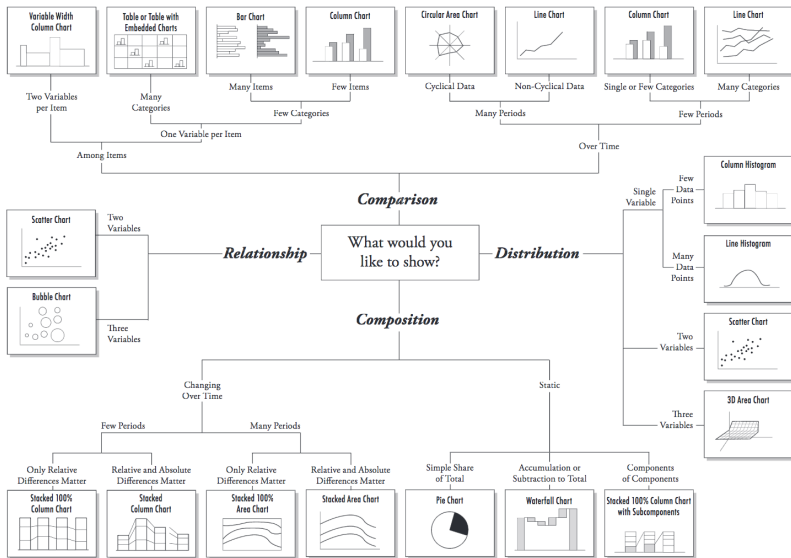 Variable Width
Column Chart
Table or Table with
Embedded Charts
Bar Chart
Column Chart
Circular Area Chart
Line Chart
Column Chart
Line Chart
Two Variables
per Item
Many
Categories
Many Items
Few Items
Cyclical Data
Non-Cyclical Data
Single or Few Categories
Many Categories
Few Categories
Many Periods
Few Periods
One Variable per Item
Among Items
Over Time
Comparison
What would you
like to show?
Relationship
Two
Variables
Scatter Chart
Three
Variables
Bubble Chart
Distribution
Single
Variable
Few
Data
Points
Column Histogram
Many
Data
Points
Line Histogram
Two
Variables
Scatter Chart
Three
Variables
3D Area Chart
Composition
Changing
Over Time
Static
Few Periods
Many Periods
Only Relative
Differences Matter
Relative and Absolute
Differences Matter
Only Relative
Differences Matter
Relative and Absolute
Differences Matter
Simple Share
of Total
Accumulation or
Subtraction to Total
Components
of Components
Stacked 100%
Column Chart
Stacked
Column Chart
Stacked 100%
Area Chart
Stacked Area Chart
Pie Chart
Waterfall Chart
Stacked 100% Column Chart
with Subcomponents